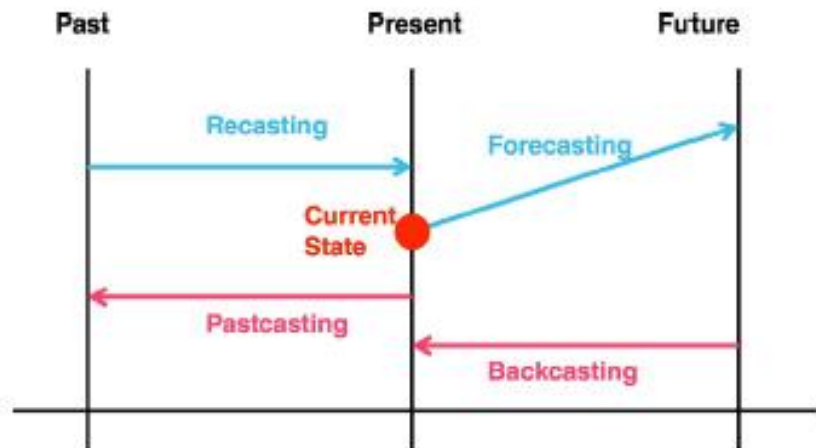 Past Present Future
Recasting
Forecasting
Current
State
Pastcasting
Backcasting